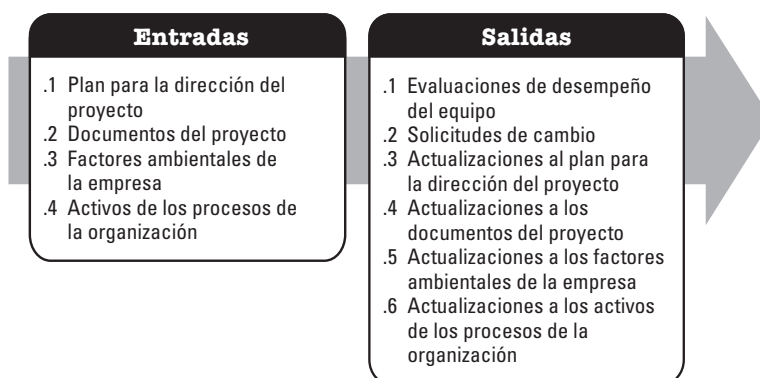 Entradas
.1 Plan para la dirección del
proyecto
.2 Documentos del proyecto
.3 Factores ambientales de
la empresa
.4 Activos de los procesos de
la organización
Salidas
.1 Evaluaciones de desempeño
del equipo
.2 Solicitudes de cambio
.3 Actualizaciones al plan para
la dirección del proyecto
.4 Actualizaciones a los
documentos del proyecto
.5 Actualizaciones a los factores
ambientales de la empresa
.6 Actualizaciones a los activos
de los procesos de la
organización